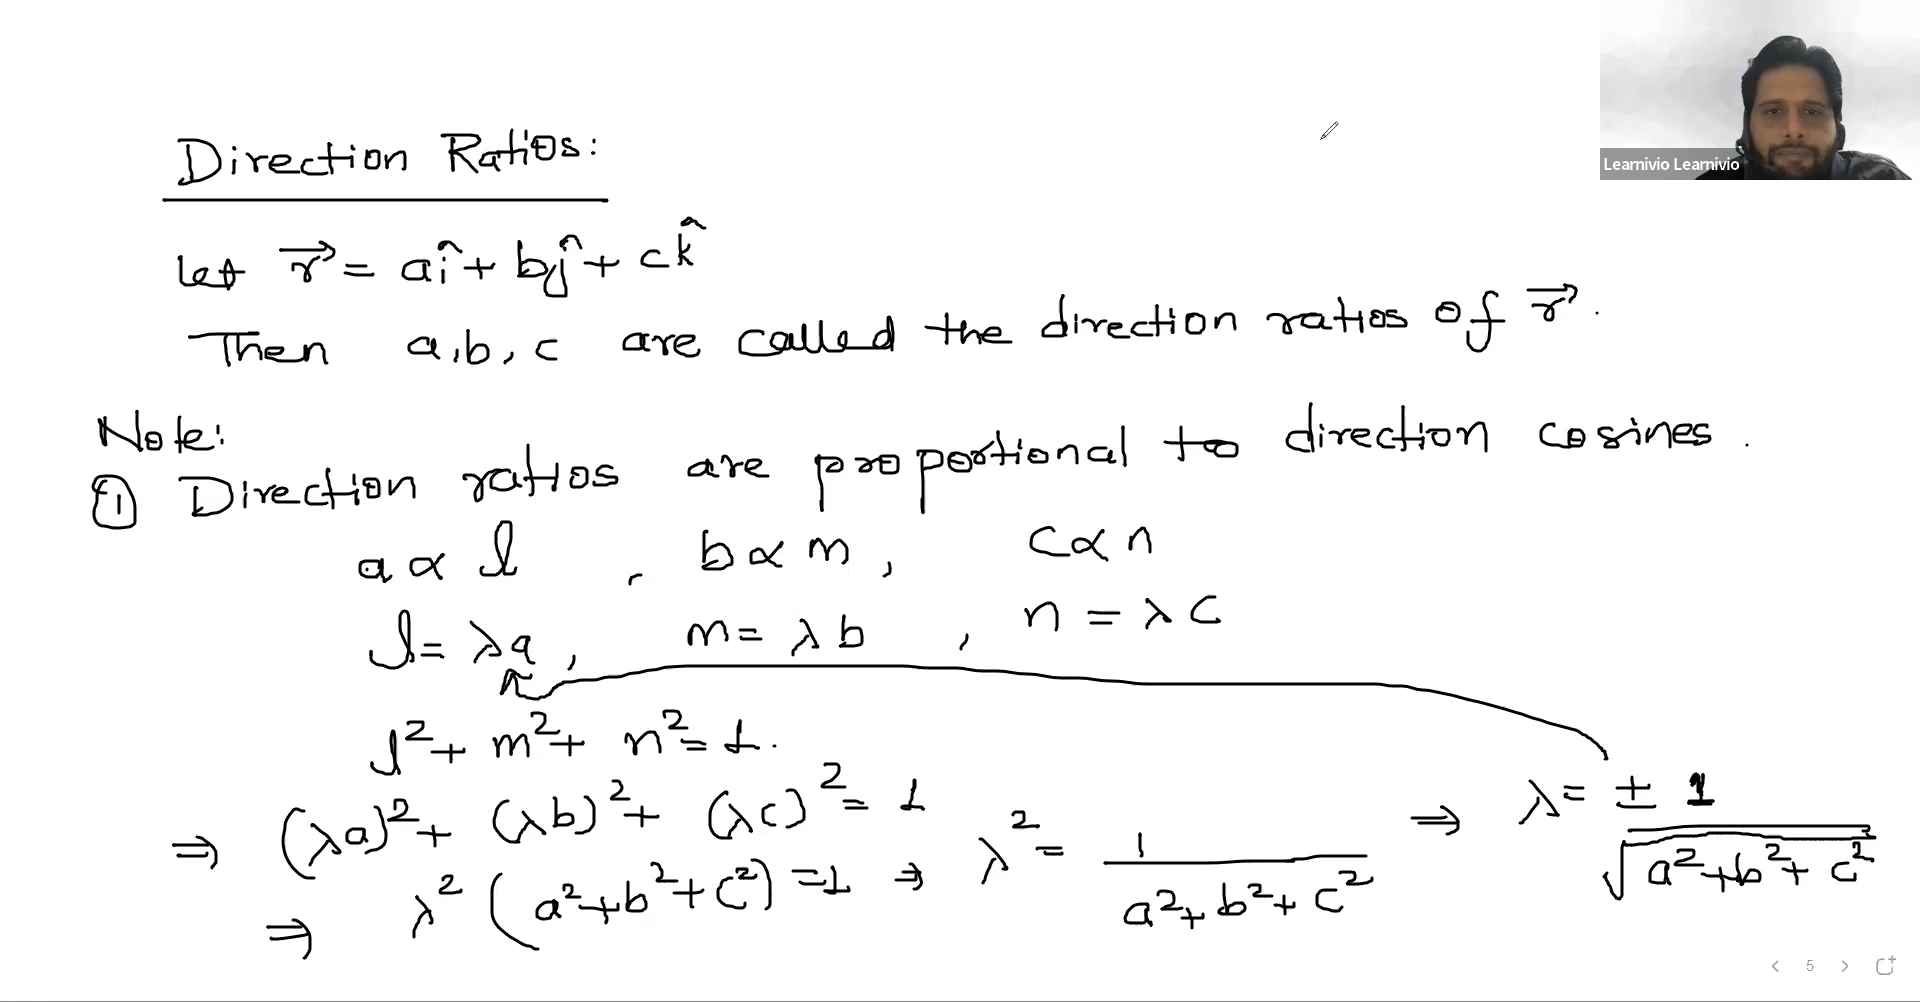 Direction Ratios:
Learnivio Learnivio
let r⃗ = aî + bĵ + ck̂
Then a, b, c are called the direction ratios of r⃗.
Note:
① Direction ratios are proportional to direction cosines.
a ∝ l , b ∝ m , c ∝ n
l = λa , m = λb , n = λc
l² + m² + n² = 1.
⇒ (λa)² + (λb)² + (λc)² = 1
⇒ λ² (a² + b² + c²) = 1 ⇒ λ² = 1/(a² + b² + c²) ⇒ λ = ± 1/√(a² + b² + c²)
5